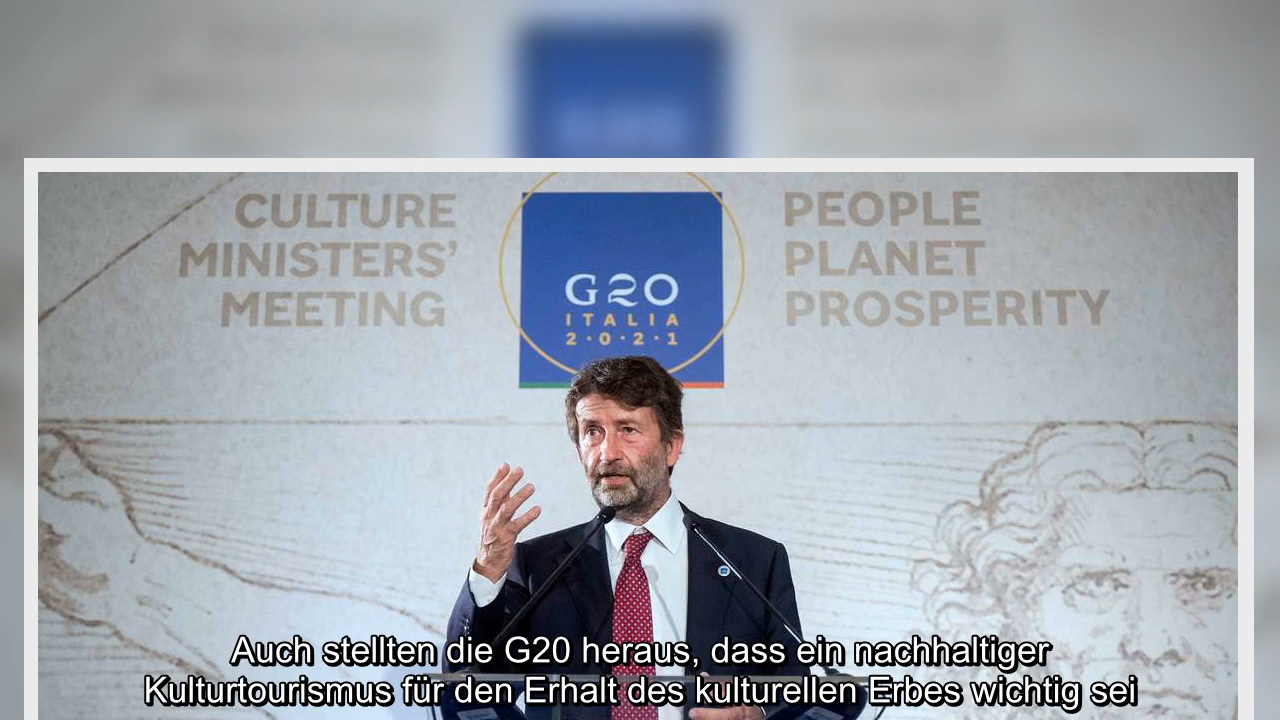 CULTURE
MINISTERS'
MEETING
G20
ITALIA
2·0·2·1
PEOPLE
PLANET
PROSPERITY
Auch stellten die G20 heraus, dass ein nachhaltiger
Kulturtourismus für den Erhalt des kulturellen Erbes wichtig sei